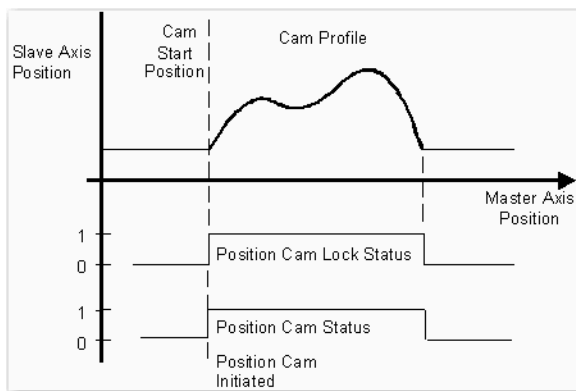 Cam
Start
Position
Cam Profile
Slave Axis
Position
Master Axis
Position
1
0
Position Cam Lock Status
1
0
Position Cam Status
Position Cam
Initiated